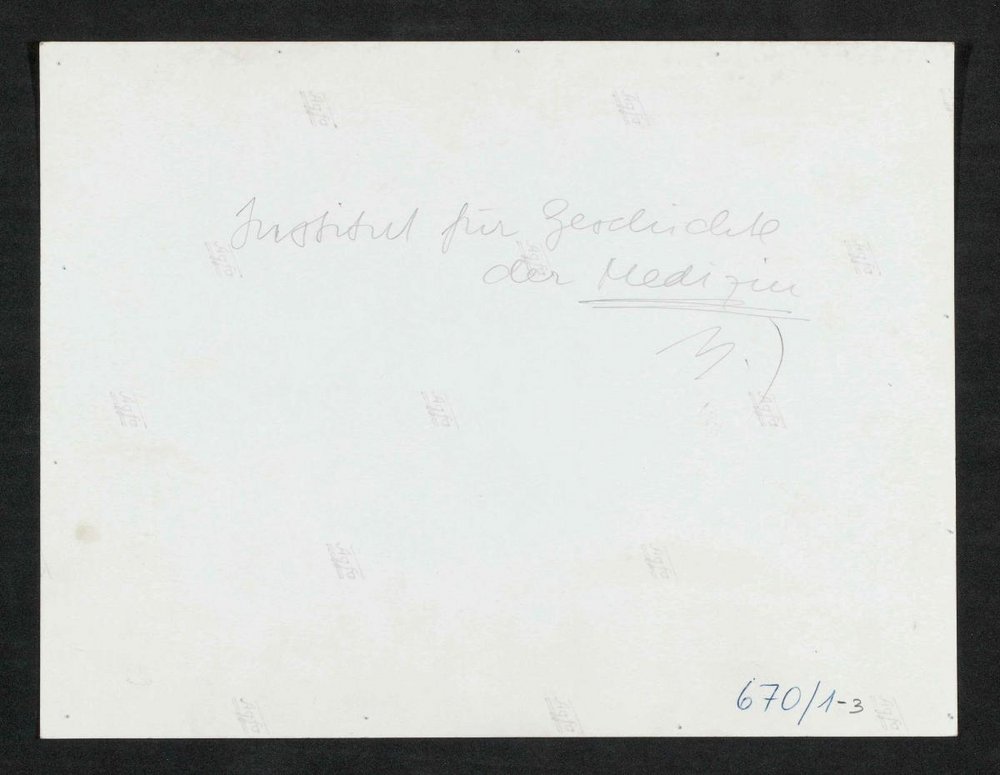 Institut für Geschichte
der Medizin
670/1-3